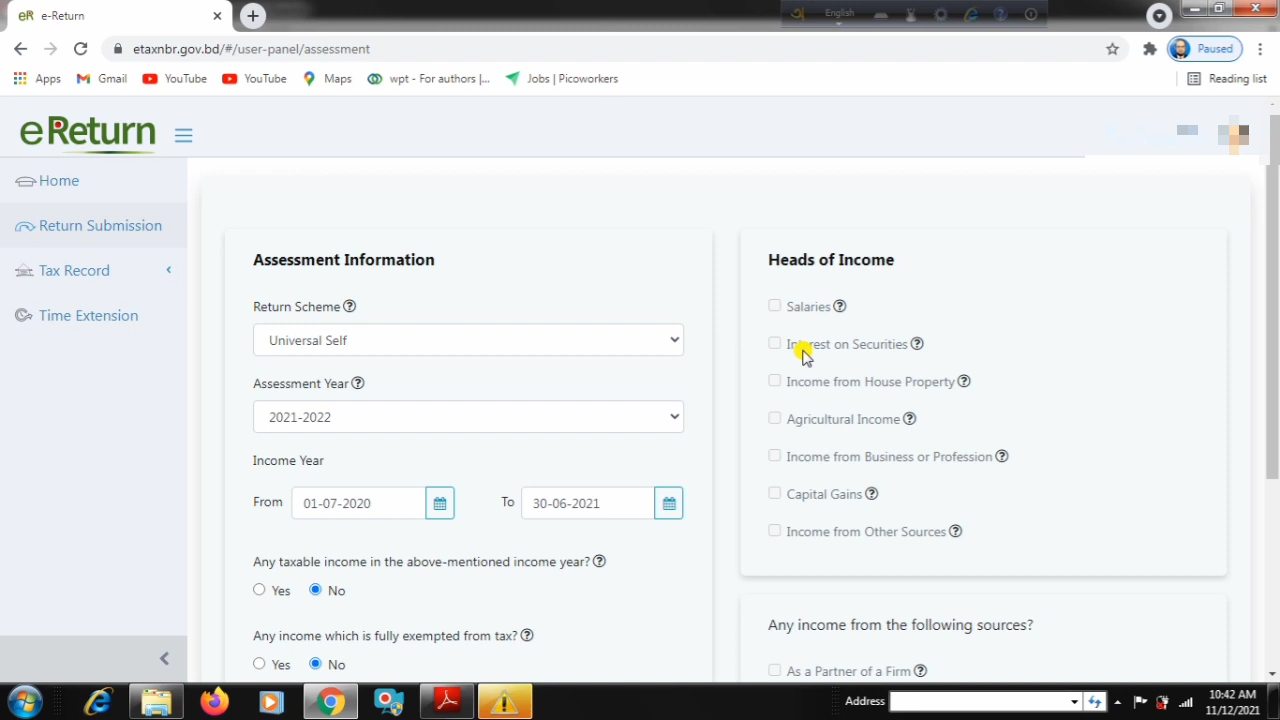 e-Return
English
etaxnbr.gov.bd/#/user-panel/assessment
Paused
Apps
Gmail
YouTube
YouTube
Maps
wpt - For authors |...
Jobs | Picoworkers
Reading list
eReturn
Home
Return Submission
Tax Record
Time Extension
Assessment Information
Return Scheme
Universal Self
Assessment Year
2021-2022
Income Year
From 01-07-2020 To 30-06-2021
Any taxable income in the above-mentioned income year?
Yes No
Any income which is fully exempted from tax?
Yes No
Heads of Income
Salaries
Interest on Securities
Income from House Property
Agricultural Income
Income from Business or Profession
Capital Gains
Income from Other Sources
Any income from the following sources?
As a Partner of a Firm
Address
10:42 AM
11/12/2021